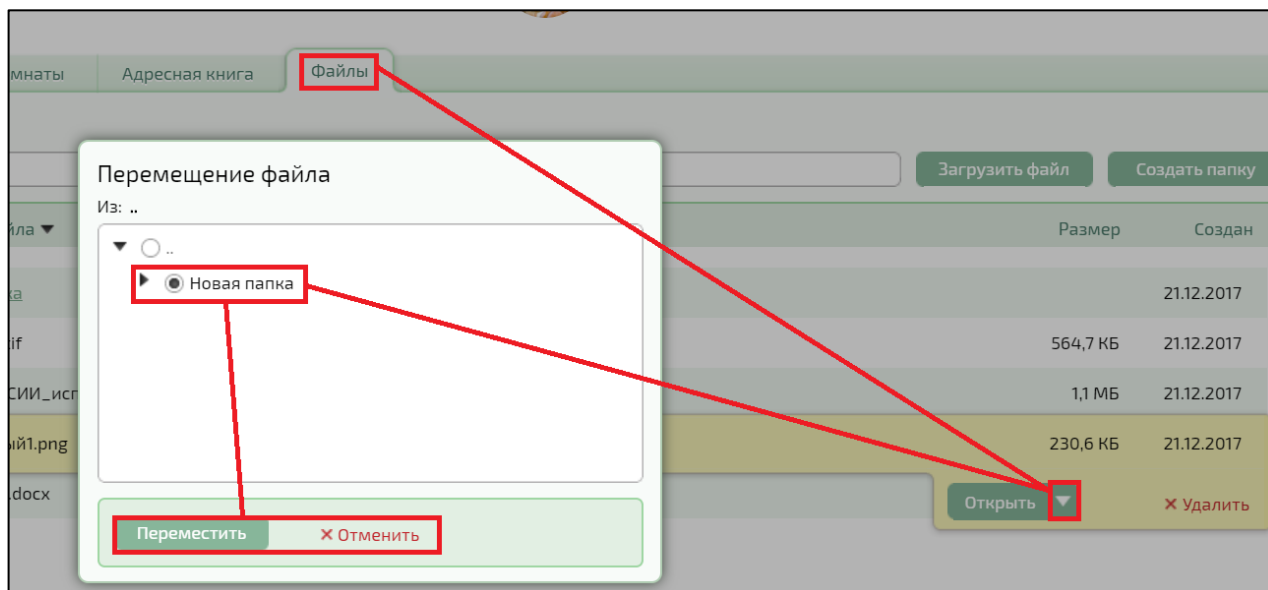 мнаты Адресная книга Файлы
Загрузить файл Создать папку
Перемещение файла
Из: ..
йла Размер Создан
..
Новая папка
ка 21.12.2017
tif 564,7 КБ 21.12.2017
СИИ_исп 1,1 МБ 21.12.2017
ый1.png 230,6 КБ 21.12.2017
.docx Открыть × Удалить
Переместить × Отменить